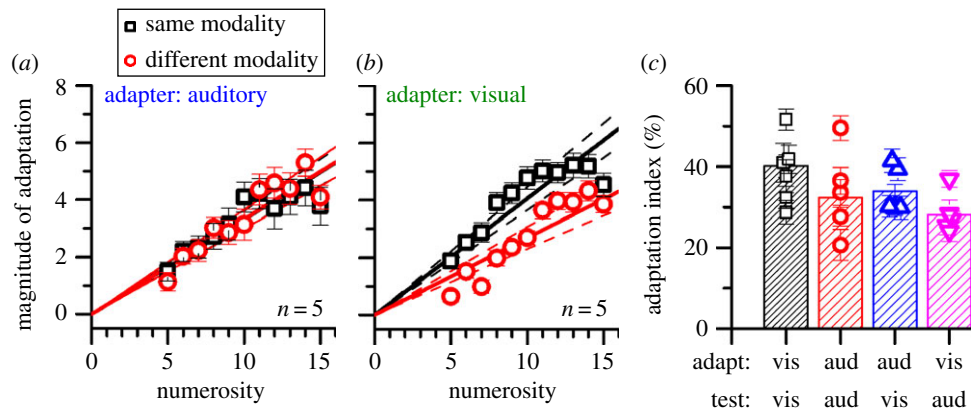 same modality
different modality
(a)
(b)
(c)
adapter: auditory
adapter: visual
magnitude of adaptation
8
6
4
2
0
n = 5
0 5 10 15
numerosity
n = 5
0 5 10 15
numerosity
adaptation index (%)
60
40
20
0
adapt: vis aud aud vis
test: vis aud vis aud